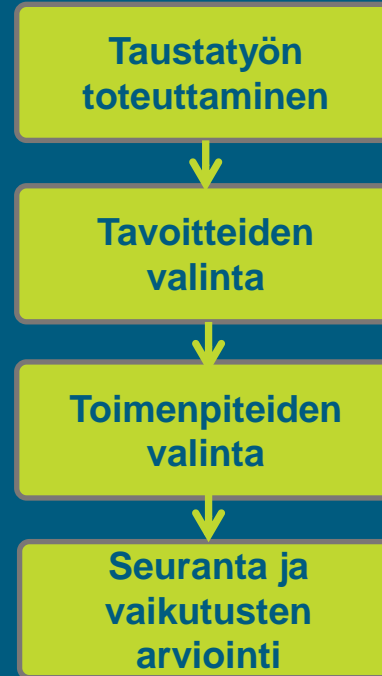 Taustatyön
toteuttaminen
Tavoitteiden
valinta
Toimenpiteiden
valinta
Seuranta ja
vaikutusten
arviointi